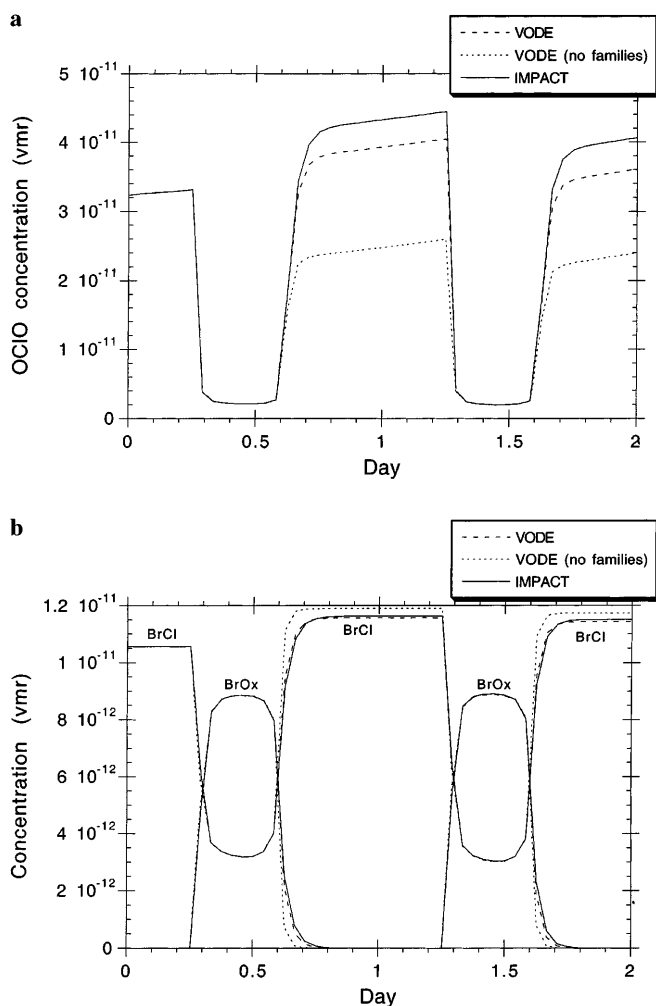 a
VODE
VODE (no families)
IMPACT
5 10-11
4 10-11
3 10-11
2 10-11
1 10-11
0
OClO concentration (vmr)
0 0.5 1 1.5 2
Day
b
VODE
VODE (no families)
IMPACT
1.2 10-11
1 10-11
8 10-12
6 10-12
4 10-12
2 10-12
0
Concentration (vmr)
BrCl
BrOx
BrCl
BrOx
BrCl
0 0.5 1 1.5 2
Day